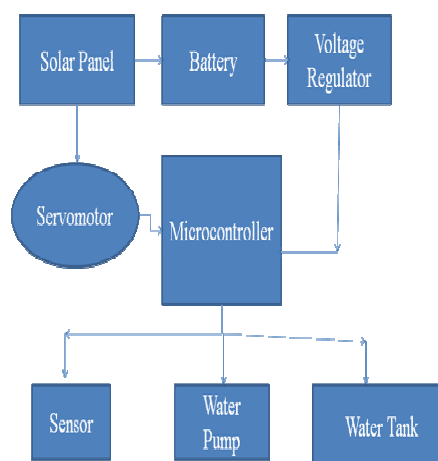 Solar Panel
Battery
Voltage
Regulator
Servomotor
Microcontroller
Sensor
Water
Pump
Water Tank